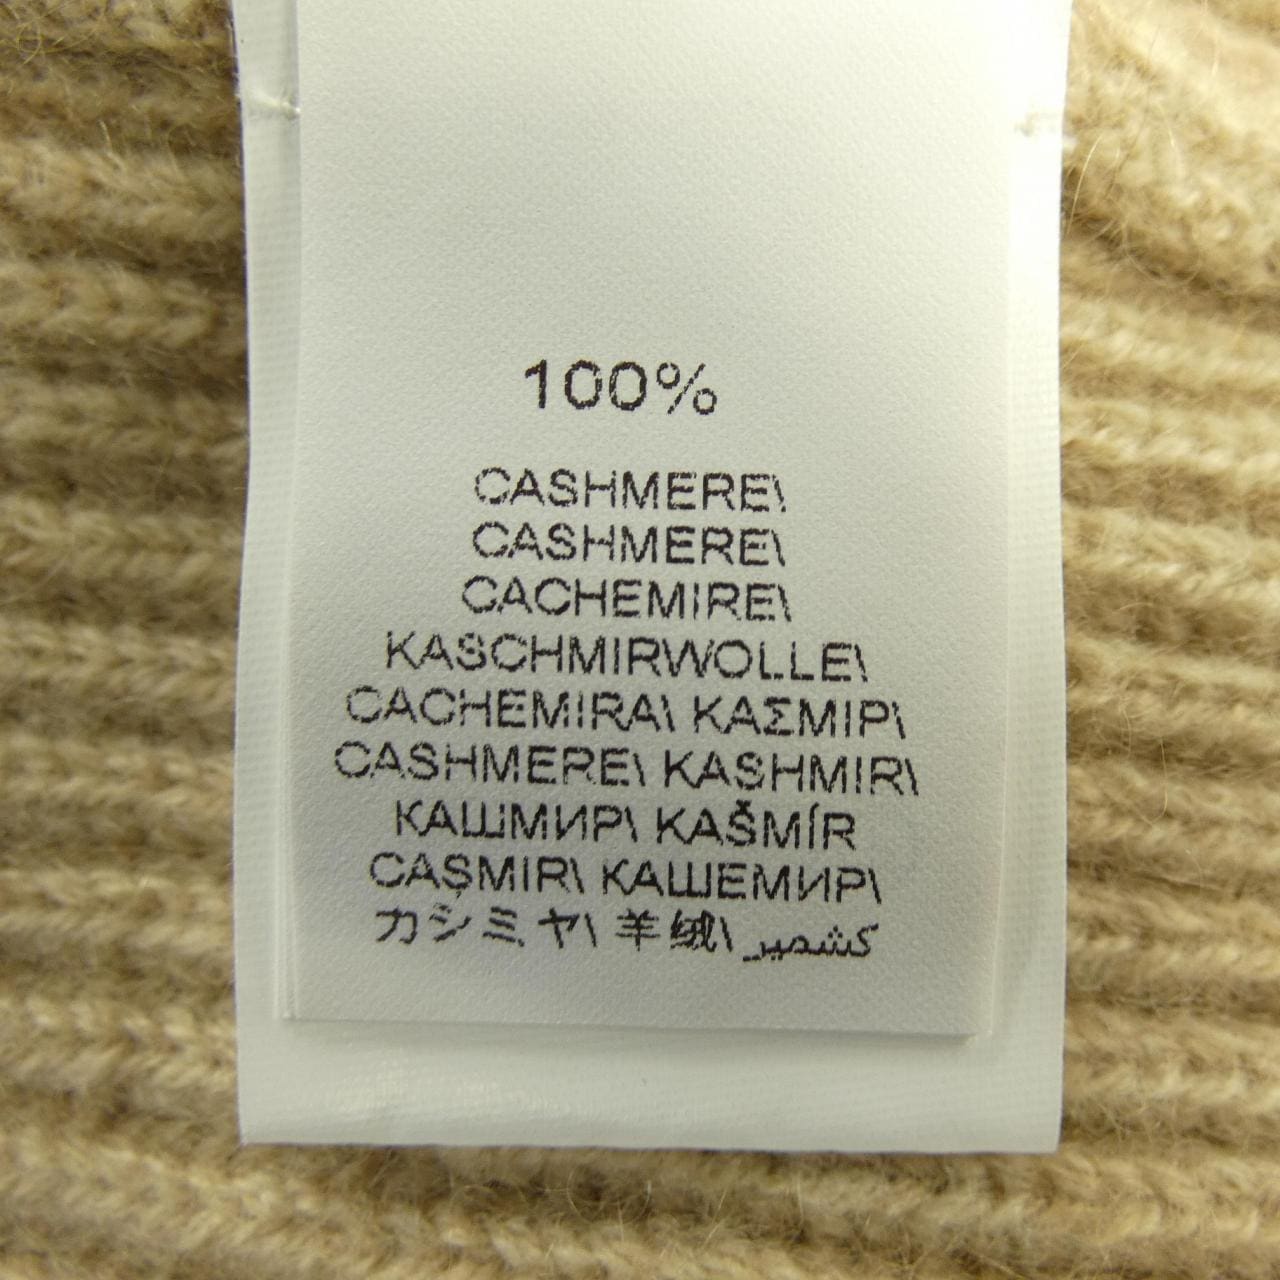 100%
CASHMERE\
CASHMERE\
CACHEMIRE\
KASCHMIRWOLLE\
CACHEMIRA\ ΚΑΣΜΙΡ\
CASHMERE\ KASHMIR\
КАШМИР\ KAŠMÍR
CAŞMIR\ КАШЕМИР\
カシミヤ\ 羊绒\ كشمير